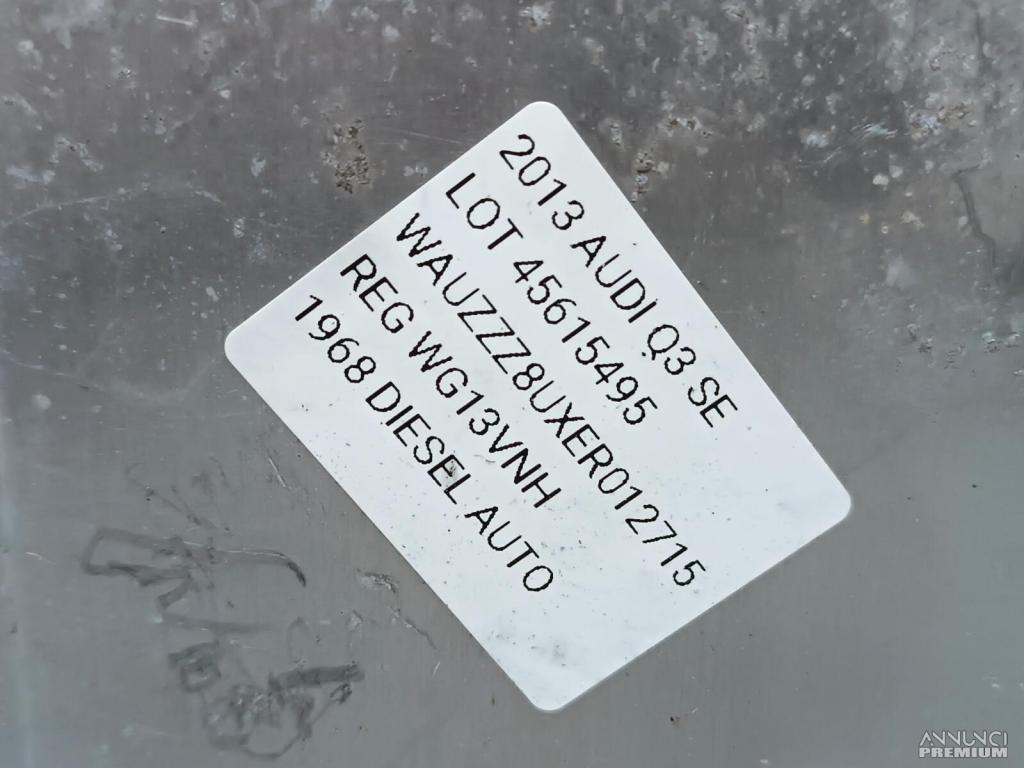 2013 AUDI Q3 SE
LOT 45615495
WAUZZZ8UXER012715
REG WG13VNH
1968 DIESEL AUTO
ANNUNCI
PREMIUM